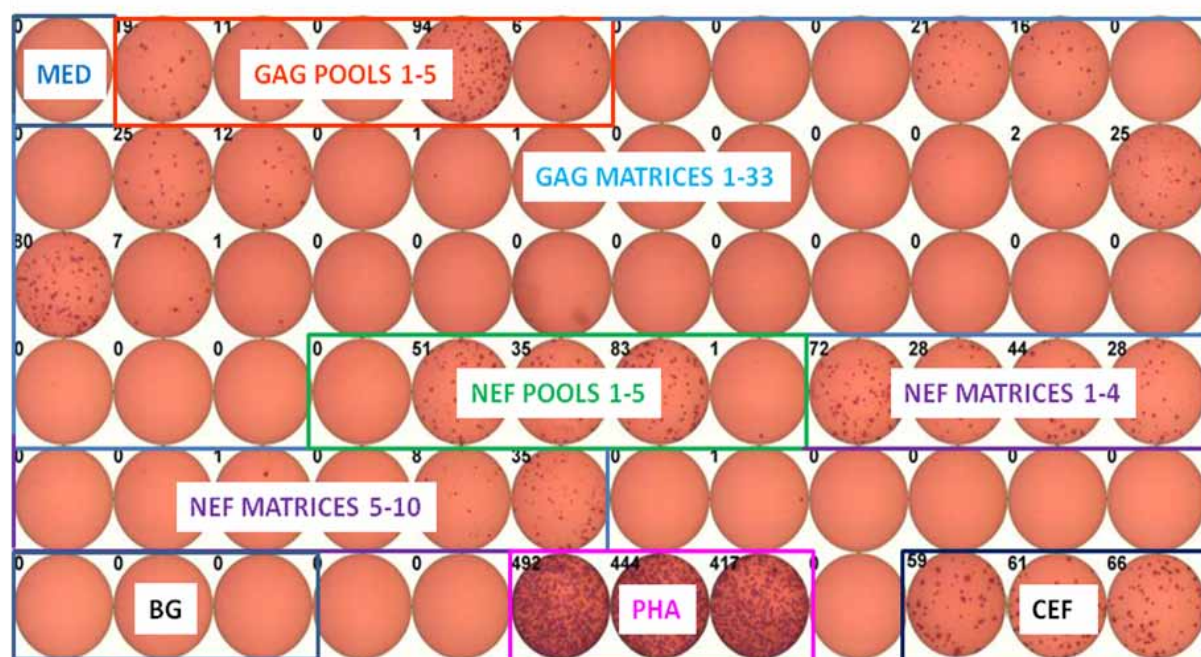 0 19 11 0 94 6 0 0 0 21 16 0
MED GAG POOLS 1-5
0 25 12 0 1 1 0 0 0 0 2 25
GAG MATRICES 1-33
80 7 1 0 0 0 0 0 0 0 0 0
0 0 0 0 51 35 83 1 72 28 44 28
NEF POOLS 1-5 NEF MATRICES 1-4
0 0 1 0 8 35 0 1 0 0 0 0
NEF MATRICES 5-10
0 0 0 0 0 492 444 417 0 59 61 66
BG PHA CEF